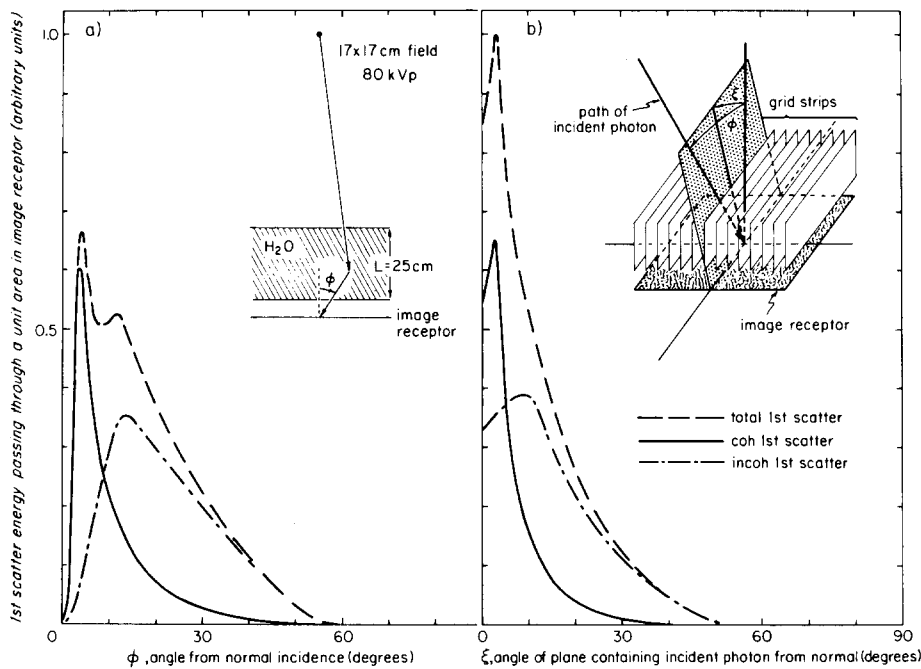 1st scatter energy passing through a unit area in image receptor (arbitrary units)
a)
1.0
0.5
0
17x17cm field
80 kVp
H₂O
L=25cm
ϕ
image
receptor
0 30 60
ϕ, angle from normal incidence (degrees)
b)
path of
incident photon
ξ
ϕ
grid strips
image receptor
total 1st scatter
coh 1st scatter
incoh 1st scatter
0 30 60 90
ξ, angle of plane containing incident photon from normal (degrees)